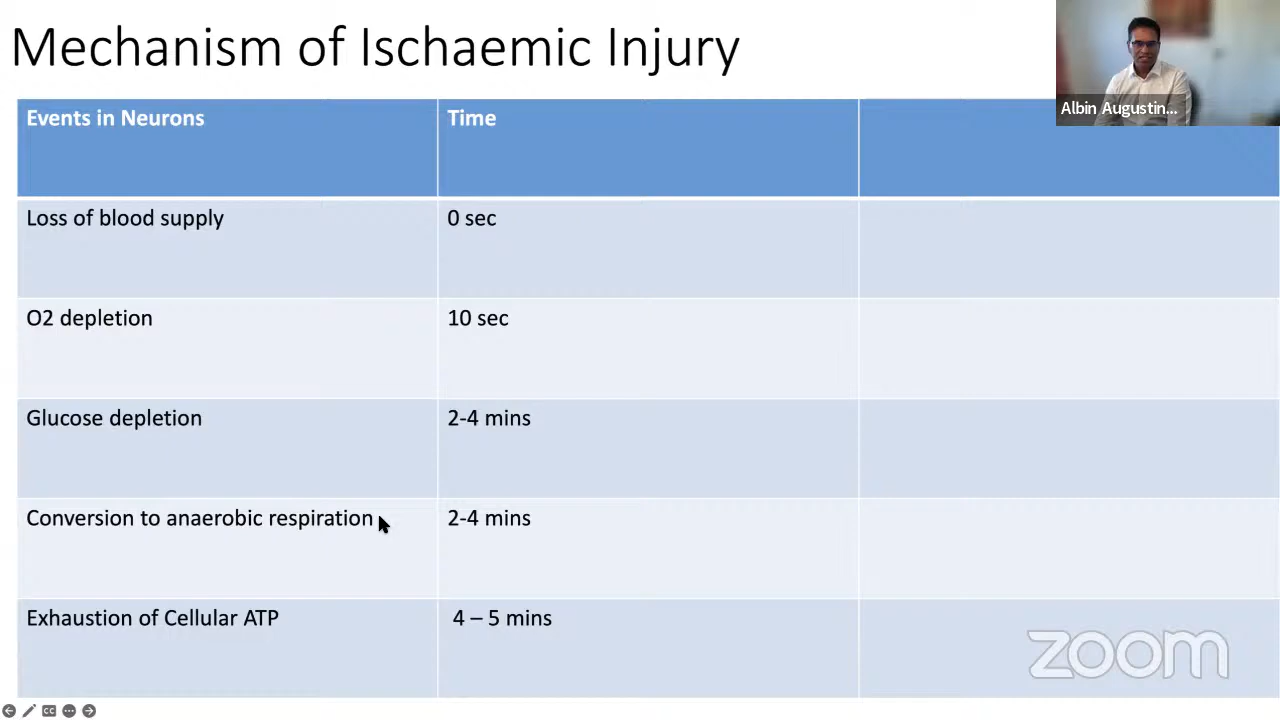 Mechanism of Ischaemic Injury
Albin Augustin...
Events in Neurons
Time
Loss of blood supply
0 sec
O2 depletion
10 sec
Glucose depletion
2-4 mins
Conversion to anaerobic respiration
2-4 mins
Exhaustion of Cellular ATP
4 – 5 mins
zoom
CC